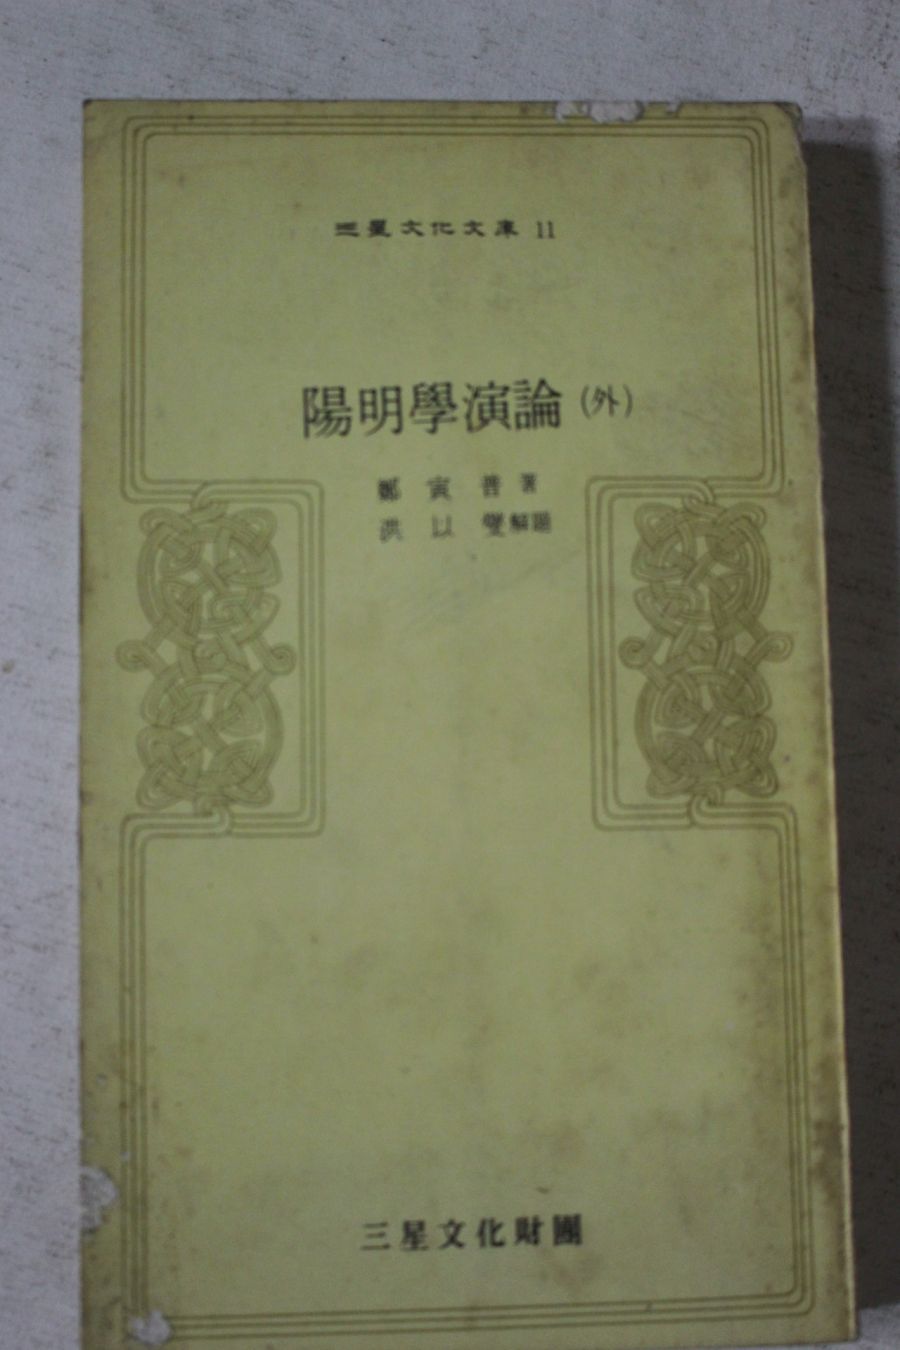 三星文化文庫 11
陽明學演論 (外)
鄭寅普 著
洪以燮 解題
三星文化財團